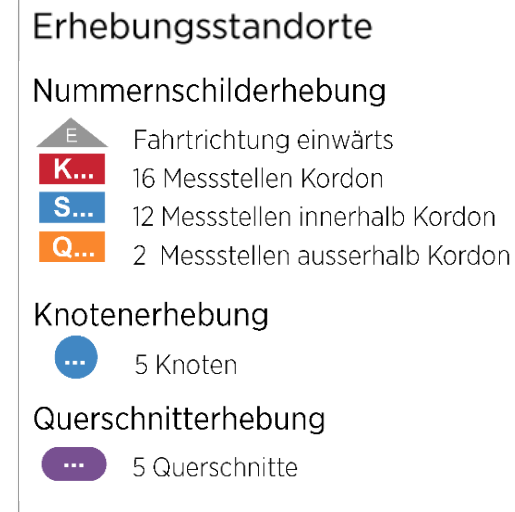 Erhebungsstandorte
Nummernschilderhebung
E Fahrtrichtung einwärts
K... 16 Messstellen Kordon
S... 12 Messstellen innerhalb Kordon
Q... 2 Messstellen ausserhalb Kordon
Knotenerhebung
... 5 Knoten
Querschnitterhebung
... 5 Querschnitte